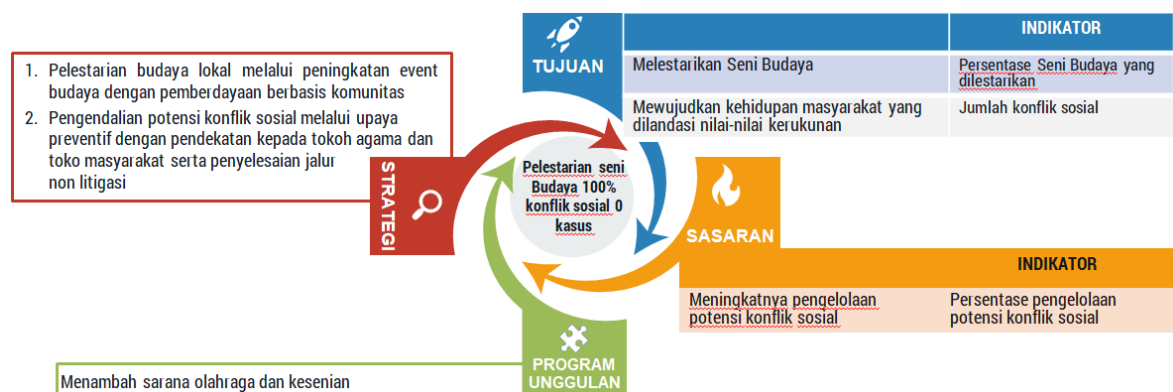 1. Pelestarian budaya lokal melalui peningkatan event
budaya dengan pemberdayaan berbasis komunitas
2. Pengendalian potensi konflik sosial melalui upaya
preventif dengan pendekatan kepada tokoh agama dan
toko masyarakat serta penyelesaian jalur
non litigasi
STRATEGI
TUJUAN
INDIKATOR
Melestarikan Seni Budaya
Persentase Seni Budaya yang
dilestarikan
Mewujudkan kehidupan masyarakat yang
dilandasi nilai-nilai kerukunan
Jumlah konflik sosial
Pelestarian seni
Budaya 100%
konflik sosial 0
kasus
SASARAN
INDIKATOR
Meningkatnya pengelolaan
potensi konflik sosial
Persentase pengelolaan
potensi konflik sosial
PROGRAM
UNGGULAN
Menambah sarana olahraga dan kesenian